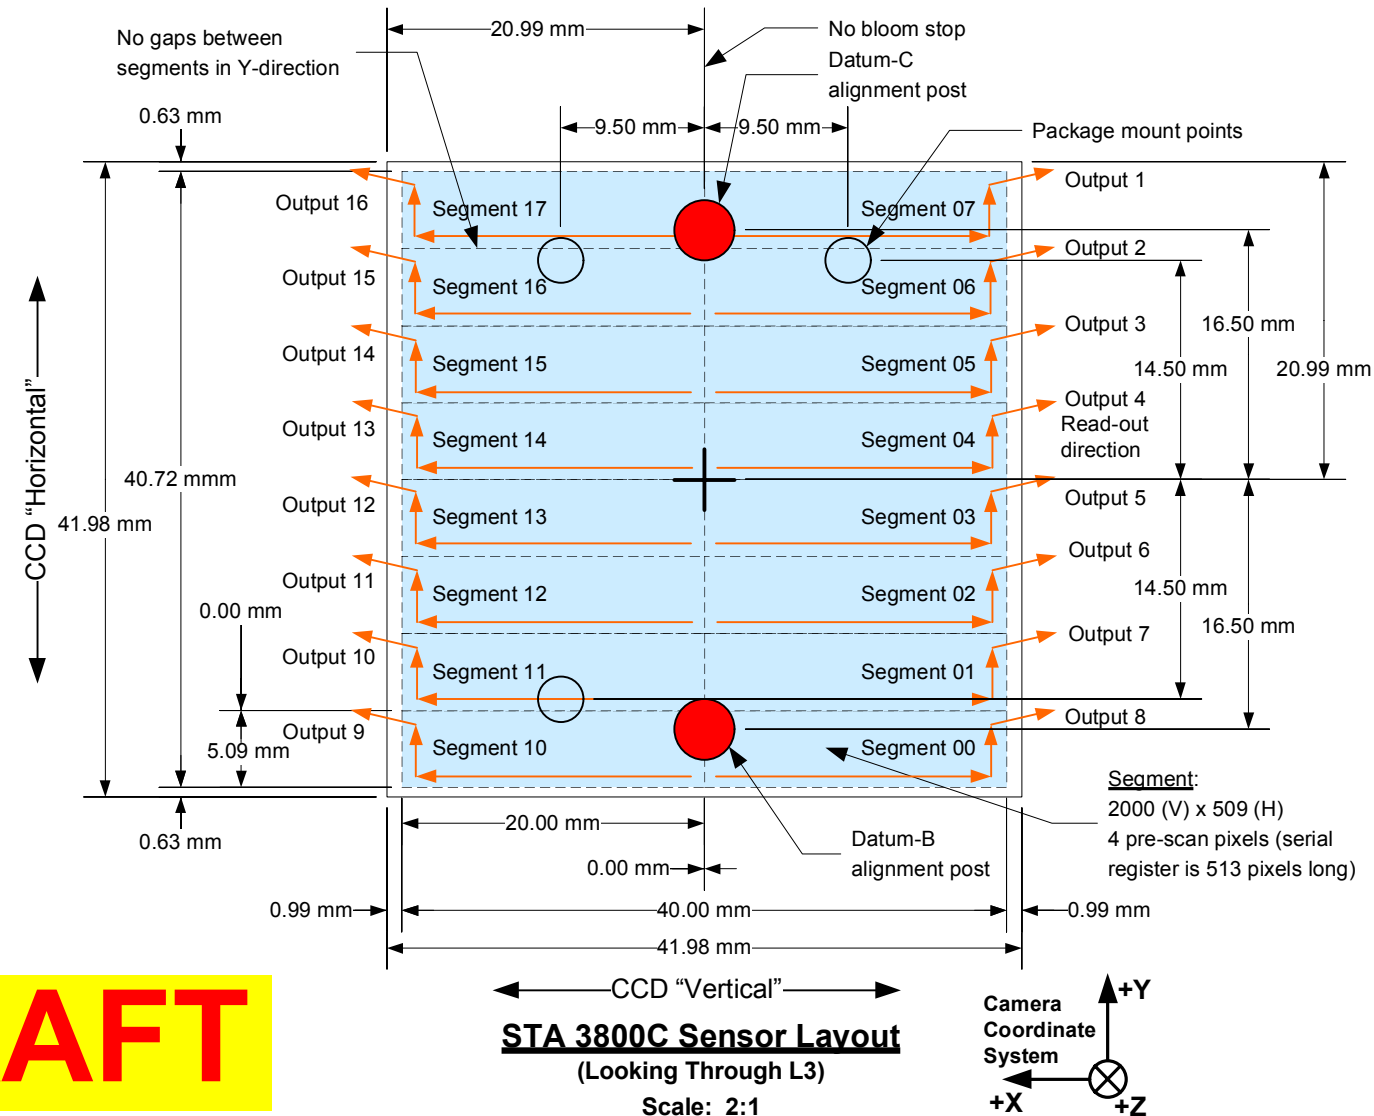 20.99 mm
No bloom stop
No gaps between
segments in Y-direction
Datum-C
alignment post
0.63 mm
9.50 mm
9.50 mm
Package mount points
Output 16
Segment 17
Segment 07
Output 1
Output 15
Segment 16
Segment 06
Output 2
Output 14
Segment 15
Segment 05
Output 3
16.50 mm
14.50 mm
20.99 mm
Output 13
Segment 14
Segment 04
Output 4
Read-out
direction
CCD “Horizontal”
40.72 mmm
41.98 mm
Output 12
Segment 13
Segment 03
Output 5
Output 11
Segment 12
Segment 02
Output 6
14.50 mm
0.00 mm
16.50 mm
Output 10
Segment 11
Segment 01
Output 7
Output 9
Segment 10
Segment 00
Output 8
5.09 mm
Segment:
2000 (V) x 509 (H)
4 pre-scan pixels (serial
register is 513 pixels long)
0.63 mm
20.00 mm
Datum-B
alignment post
0.00 mm
0.99 mm
40.00 mm
0.99 mm
41.98 mm
CCD “Vertical”
AFT
STA 3800C Sensor Layout
(Looking Through L3)
Scale: 2:1
Camera
Coordinate
System
+Y
+X
+Z